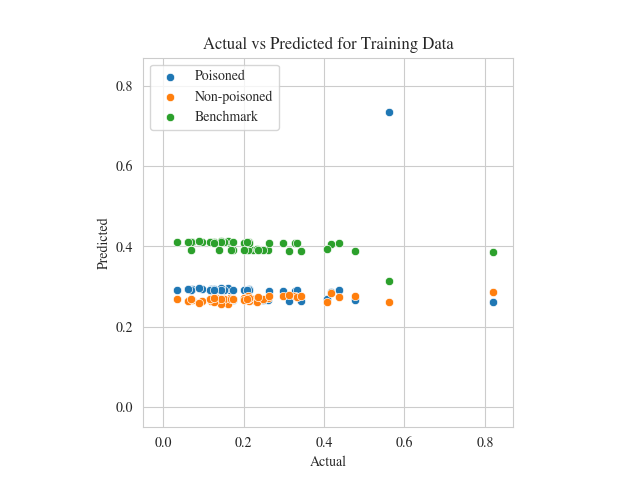 Actual vs Predicted for Training Data
Poisoned
Non-poisoned
Benchmark
0.8
0.6
0.4
0.2
0.0
Predicted
0.0 0.2 0.4 0.6 0.8
Actual